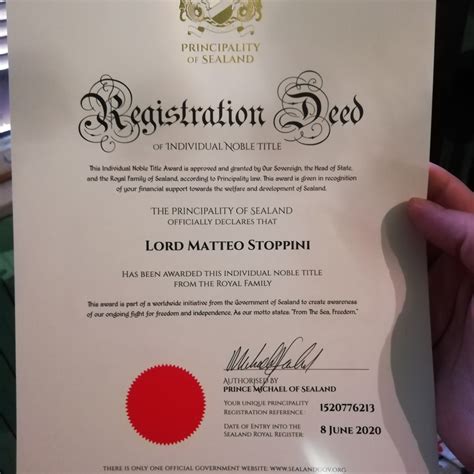 PRINCIPALITY
OF SEALAND
Registration Deed
OF INDIVIDUAL NOBLE TITLE
This Individual Noble Title Award is approved and granted by Our Sovereign, the Head of State,
and the Royal Family of Sealand, according to Principality law. This award is given in recognition
of your financial support towards the welfare and development of Sealand.
THE PRINCIPALITY OF SEALAND
OFFICIALLY DECLARES THAT
LORD MATTEO STOPPINI
HAS BEEN AWARDED THIS INDIVIDUAL NOBLE TITLE
FROM THE ROYAL FAMILY
This award is part of a worldwide initiative from the Government of Sealand to create awareness
of our ongoing fight for freedom and independence. As our motto states: "From The Sea, Freedom."
AUTHORISED BY
PRINCE MICHAEL OF SEALAND
YOUR UNIQUE PRINCIPALITY
REGISTRATION REFERENCE: 1520776213
DATE OF ENTRY INTO THE
SEALAND ROYAL REGISTER: 8 JUNE 2020
THERE IS ONLY ONE OFFICIAL GOVERNMENT WEBSITE: WWW.SEALANDGOV.ORG